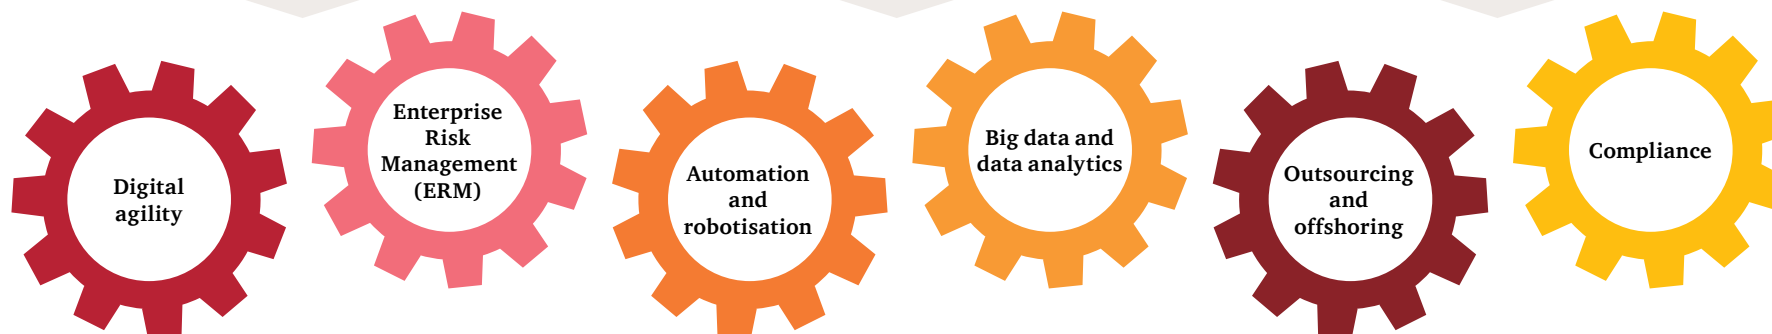 Digital
agility
Enterprise
Risk
Management
(ERM)
Automation
and
robotisation
Big data and
data analytics
Outsourcing
and
offshoring
Compliance